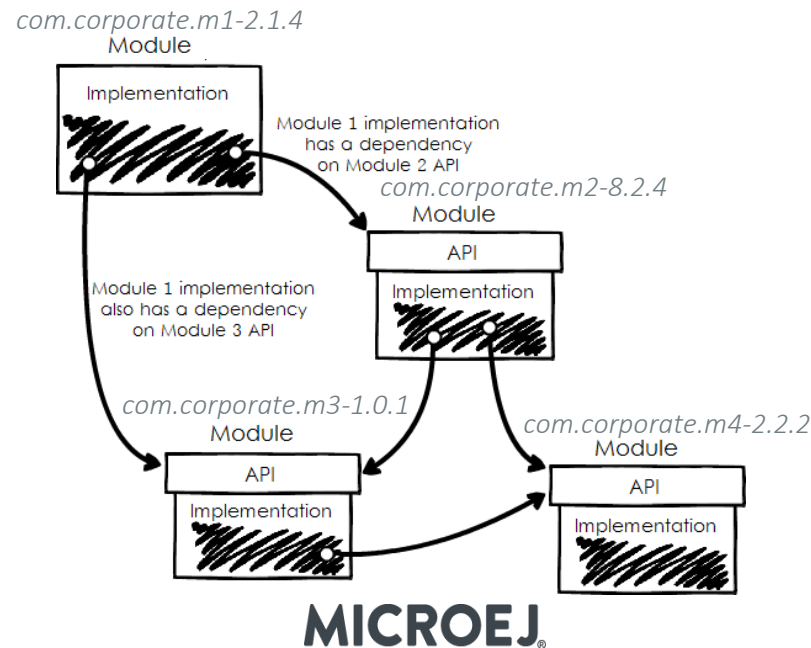 com.corporate.m1-2.1.4
Module
Implementation
Module 1 implementation
has a dependency
on Module 2 API
com.corporate.m2-8.2.4
Module
API
Implementation
Module 1 implementation
also has a dependency
on Module 3 API
com.corporate.m3-1.0.1
Module
API
Implementation
com.corporate.m4-2.2.2
Module
API
Implementation
MICROEJ®